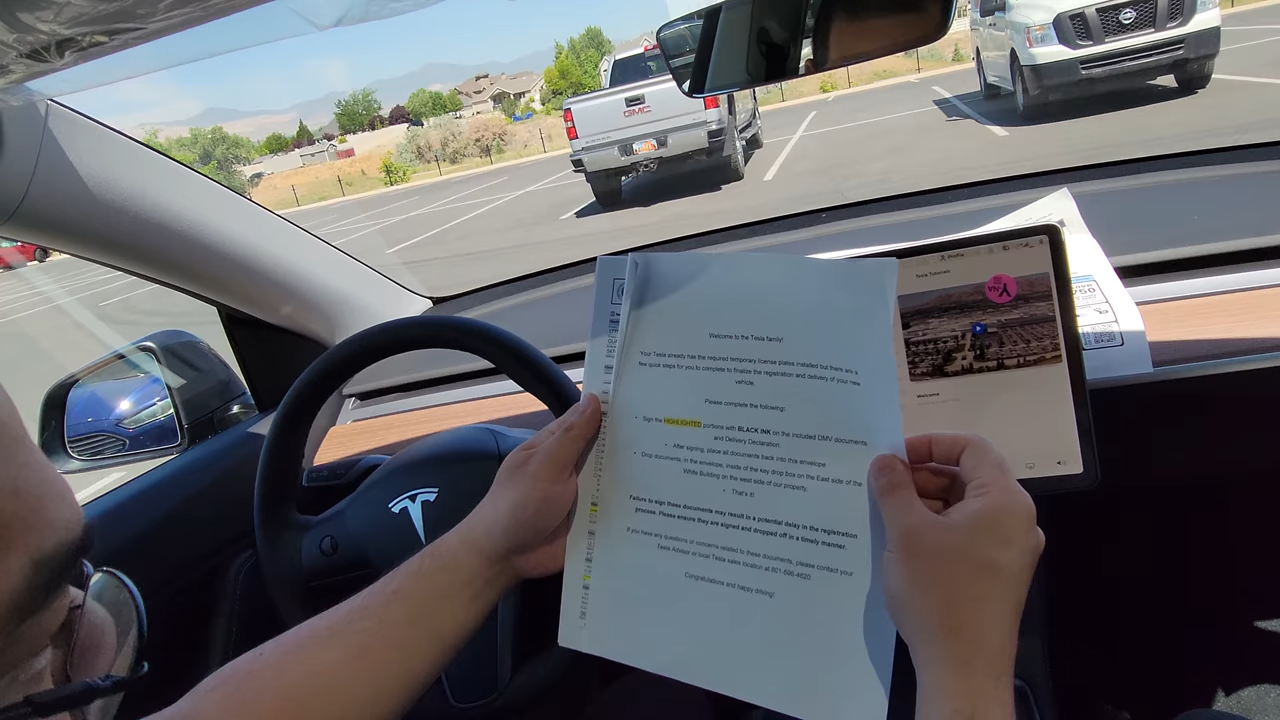 GMC
Profile
Tesla Tutorials
Welcome
Welcome to the Tesla family!
Your Tesla already has the required temporary license plates installed but there are a
few quick steps for you to complete to finalize the registration and delivery of your new
vehicle.
Please complete the following:
• Sign the HIGHLIGHTED portions with BLACK INK on the included DMV documents
and Delivery Declaration.
• After signing, place all documents back into this envelope
• Drop documents, in the envelope, inside of the key drop box on the East side of the
White Building on the west side of our property.
• That's it!
Failure to sign these documents may result in a potential delay in the registration
process. Please ensure they are signed and dropped off in a timely manner.
If you have any questions or concerns related to these documents, please contact your
Tesla Advisor or local Tesla sales location at 801-596-4620
Congratulations and happy driving!